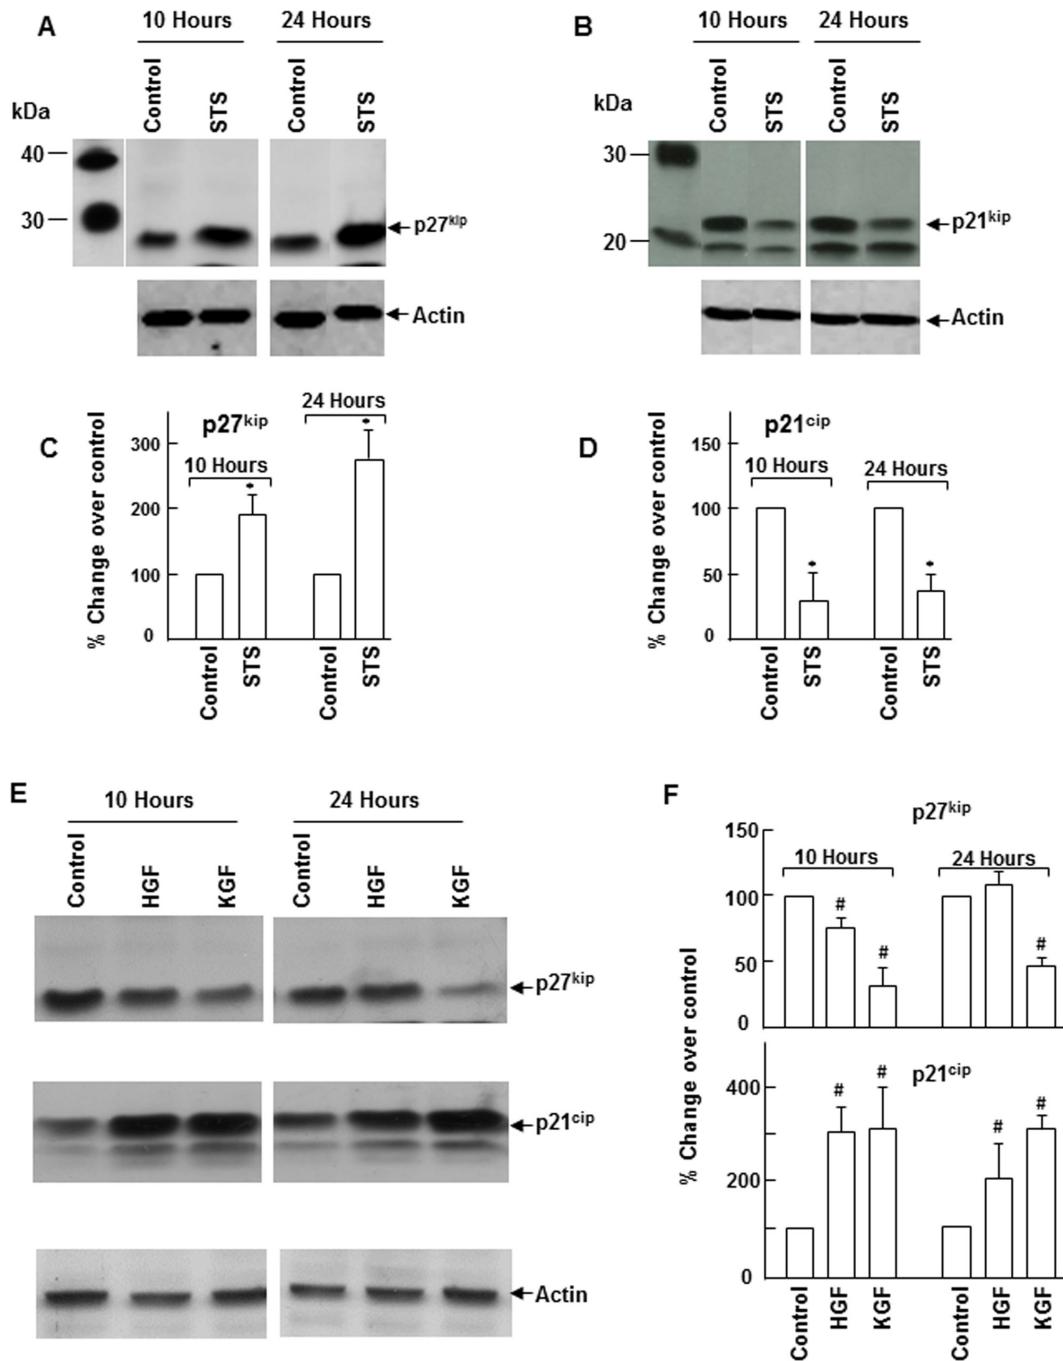 A
10 Hours
24 Hours
kDa
Control
STS
Control
STS
40
30
p27kip
Actin
B
10 Hours
24 Hours
kDa
Control
STS
Control
STS
30
20
p21kip
Actin
C
p27kip
10 Hours
24 Hours
% Change over control
300
200
100
0
Control
STS
Control
STS
D
p21cip
10 Hours
24 Hours
% Change over control
150
100
50
0
*
*
*
*
Control
STS
Control
STS
E
10 Hours
24 Hours
Control
HGF
KGF
Control
HGF
KGF
p27kip
p21cip
Actin
F
p27kip
10 Hours
24 Hours
% Change over control
150
100
50
0
#
#
#
p21cip
400
200
0
#
#
#
#
Control
HGF
KGF
Control
HGF
KGF